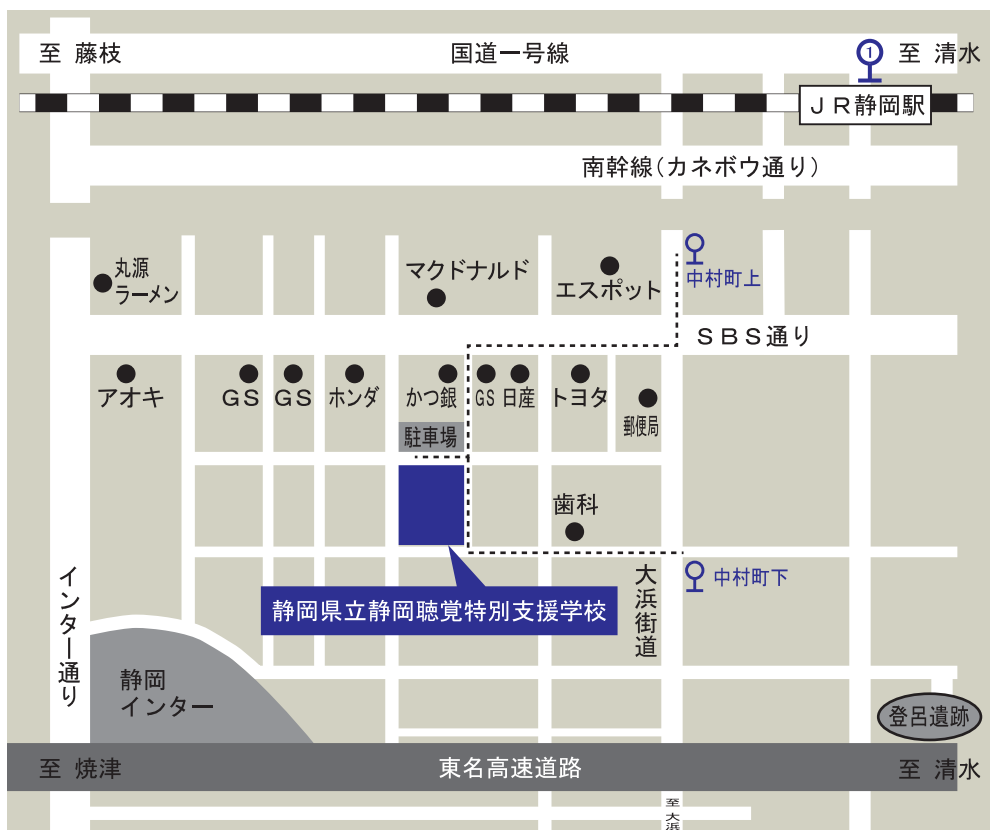 至 藤枝
国道一号線
1
至 清水
JR静岡駅
南幹線(カネボウ通り)
丸源
ラーメン
マクドナルド
エスポット
中村町上
SBS通り
アオキ
GS
GS
ホンダ
かつ銀
GS
日産
トヨタ
郵便局
駐車場
歯科
インター通り
大浜街道
中村町下
静岡県立静岡聴覚特別支援学校
静岡
インター
登呂遺跡
至 焼津
東名高速道路
至 清水
至大浜